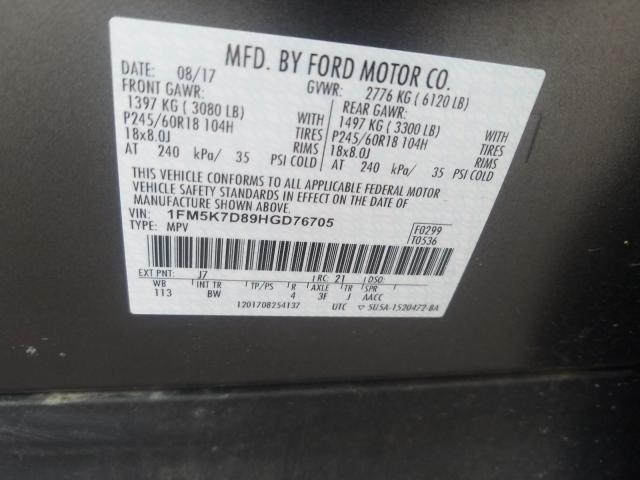 MFD. BY FORD MOTOR CO.
DATE: 08/17 GVWR: 2776 KG ( 6120 LB)
FRONT GAWR: REAR GAWR:
1397 KG ( 3080 LB) WITH 1497 KG ( 3300 LB) WITH
P245/60R18 104H TIRES P245/60R18 104H TIRES
18x8.0J RIMS 18x8.0J RIMS
AT 240 kPa/ 35 PSI COLD AT 240 kPa/ 35 PSI COLD
THIS VEHICLE CONFORMS TO ALL APPLICABLE FEDERAL MOTOR
VEHICLE SAFETY STANDARDS IN EFFECT ON THE DATE OF
MANUFACTURE SHOWN ABOVE.
VIN: 1FM5K7D89HGD76705 F0299
TYPE: MPV T0536
EXT PNT: J7 RC: 21 DSO:
WB INT TR TP/PS R AXLE TR SPR
113 BW 4 3F J AACC
1201708254137 UTC ▽ 5U5A-1520472-BA